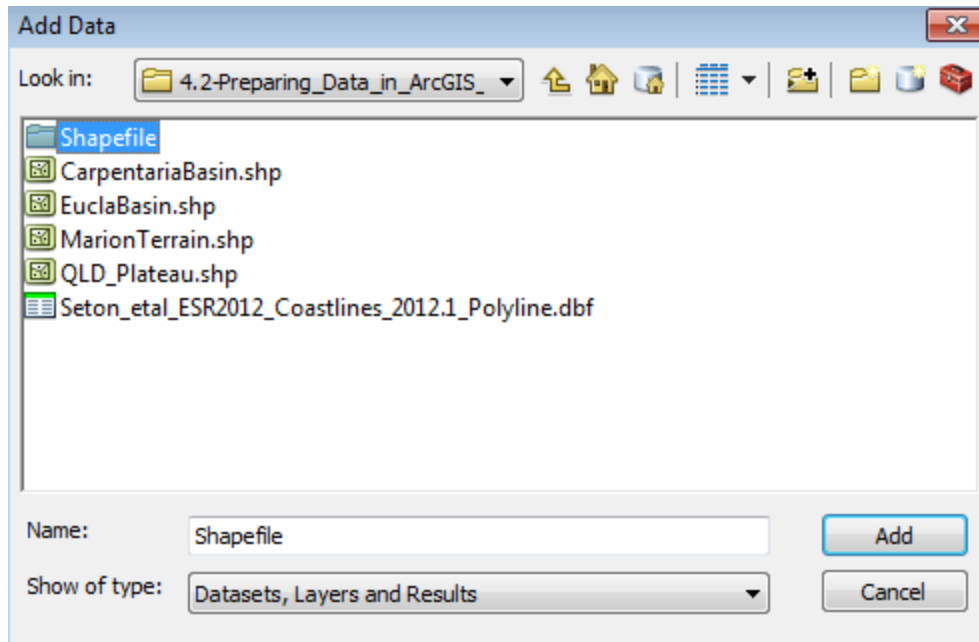 Add Data
Look in: 4.2-Preparing_Data_in_ArcGIS_
Shapefile
CarpentariaBasin.shp
EuclaBasin.shp
MarionTerrain.shp
QLD_Plateau.shp
Seton_etal_ESR2012_Coastlines_2012.1_Polyline.dbf
Name: Shapefile Add
Show of type: Datasets, Layers and Results Cancel